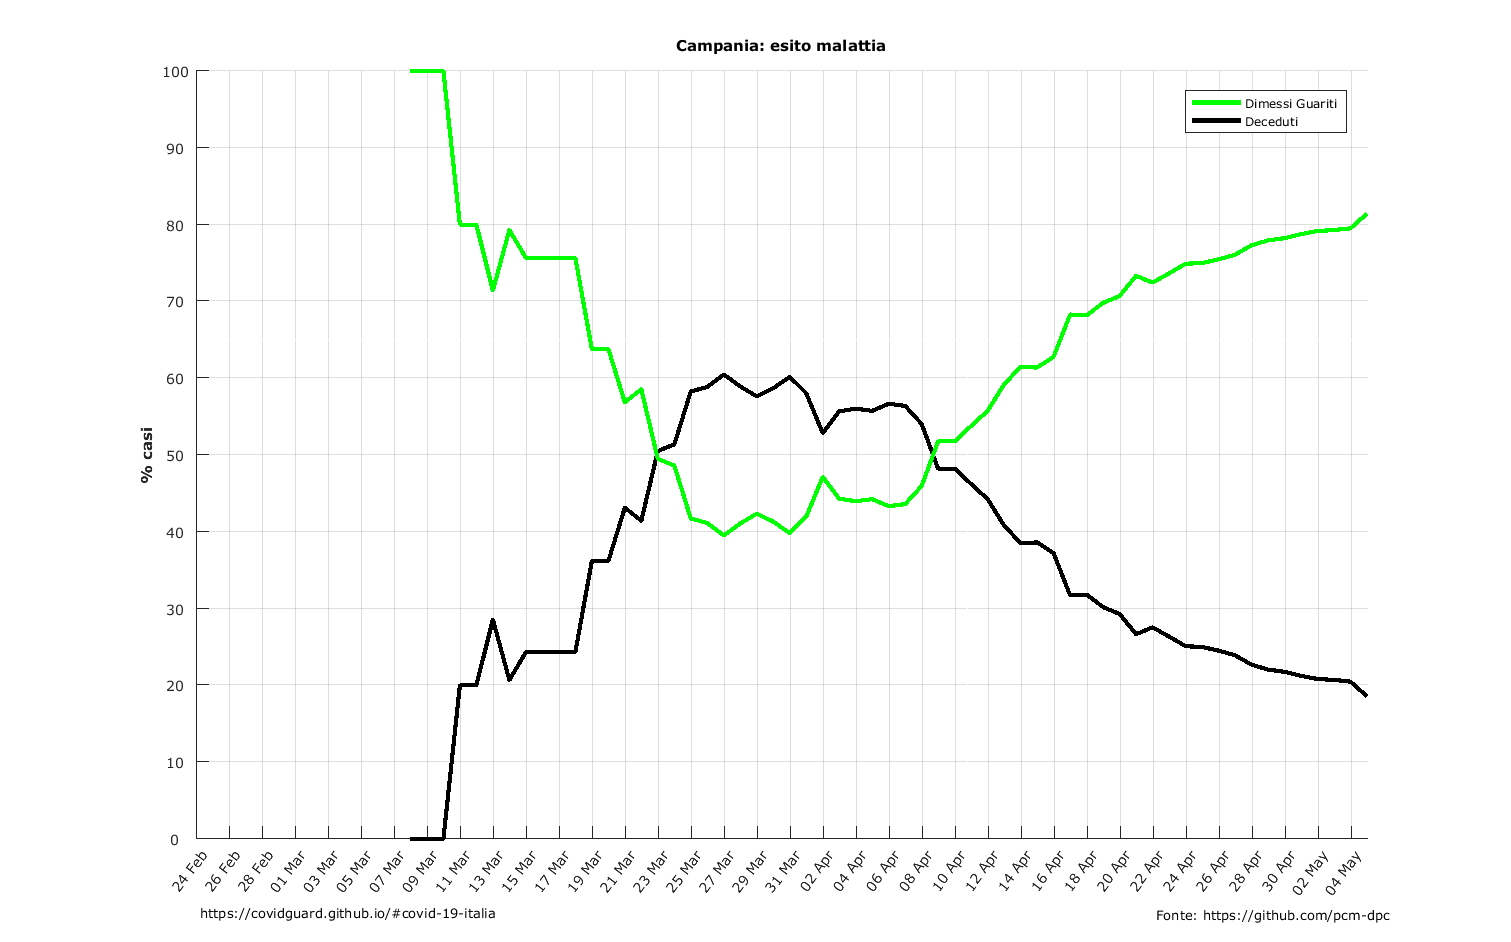 Campania: esito malattia
Dimessi Guariti
Deceduti
% casi
100
90
80
70
60
50
40
30
20
10
0
24 Feb
26 Feb
28 Feb
01 Mar
03 Mar
05 Mar
07 Mar
09 Mar
11 Mar
13 Mar
15 Mar
17 Mar
19 Mar
21 Mar
23 Mar
25 Mar
27 Mar
29 Mar
31 Mar
02 Apr
04 Apr
06 Apr
08 Apr
10 Apr
12 Apr
14 Apr
16 Apr
18 Apr
20 Apr
22 Apr
24 Apr
26 Apr
28 Apr
30 Apr
02 May
04 May
https://covidguard.github.io/#covid-19-italia
Fonte: https://github.com/pcm-dpc